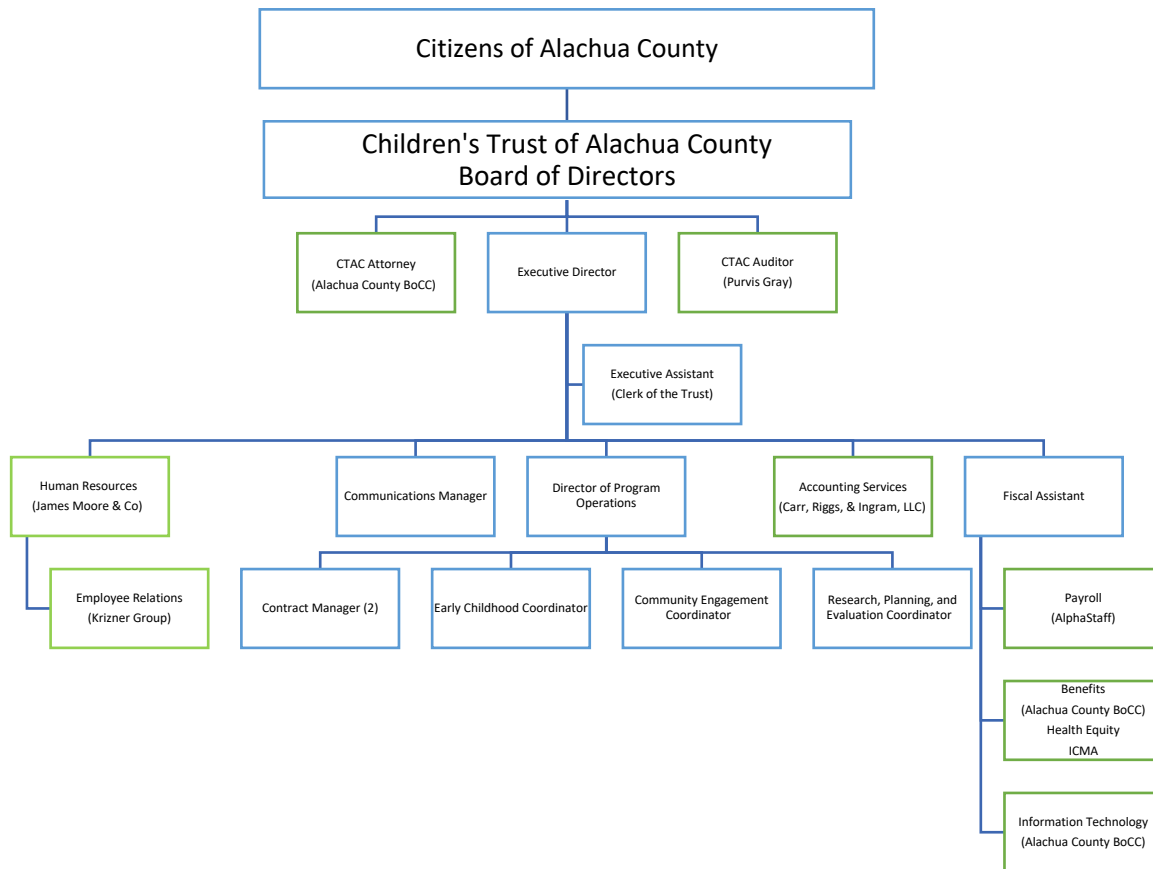 Citizens of Alachua County
Children's Trust of Alachua County
Board of Directors
CTAC Attorney
(Alachua County BoCC)
Executive Director
CTAC Auditor
(Purvis Gray)
Executive Assistant
(Clerk of the Trust)
Human Resources
(James Moore & Co)
Communications Manager
Director of Program
Operations
Accounting Services
(Carr, Riggs, & Ingram, LLC)
Fiscal Assistant
Employee Relations
(Krizner Group)
Contract Manager (2)
Early Childhood Coordinator
Community Engagement
Coordinator
Research, Planning, and
Evaluation Coordinator
Payroll
(AlphaStaff)
Benefits
(Alachua County BoCC)
Health Equity
ICMA
Information Technology
(Alachua County BoCC)